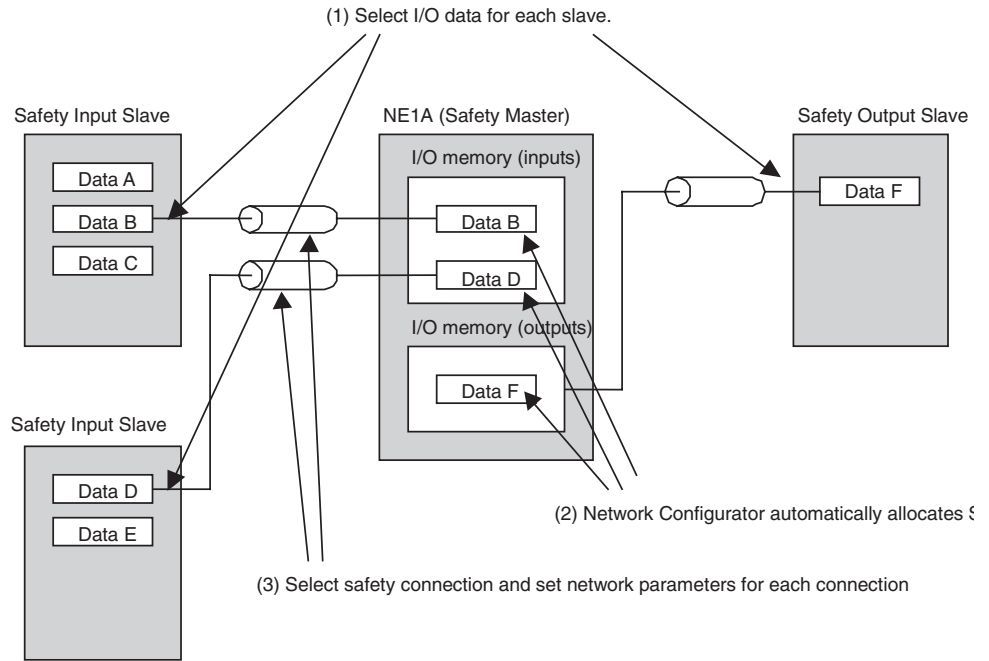 (1) Select I/O data for each slave.
Safety Input Slave
NE1A (Safety Master)
Safety Output Slave
Data A
Data B
Data C
I/O memory (inputs)
Data B
Data D
I/O memory (outputs)
Data F
Data F
Safety Input Slave
Data D
Data E
(2) Network Configurator automatically allocates
(3) Select safety connection and set network parameters for each connection